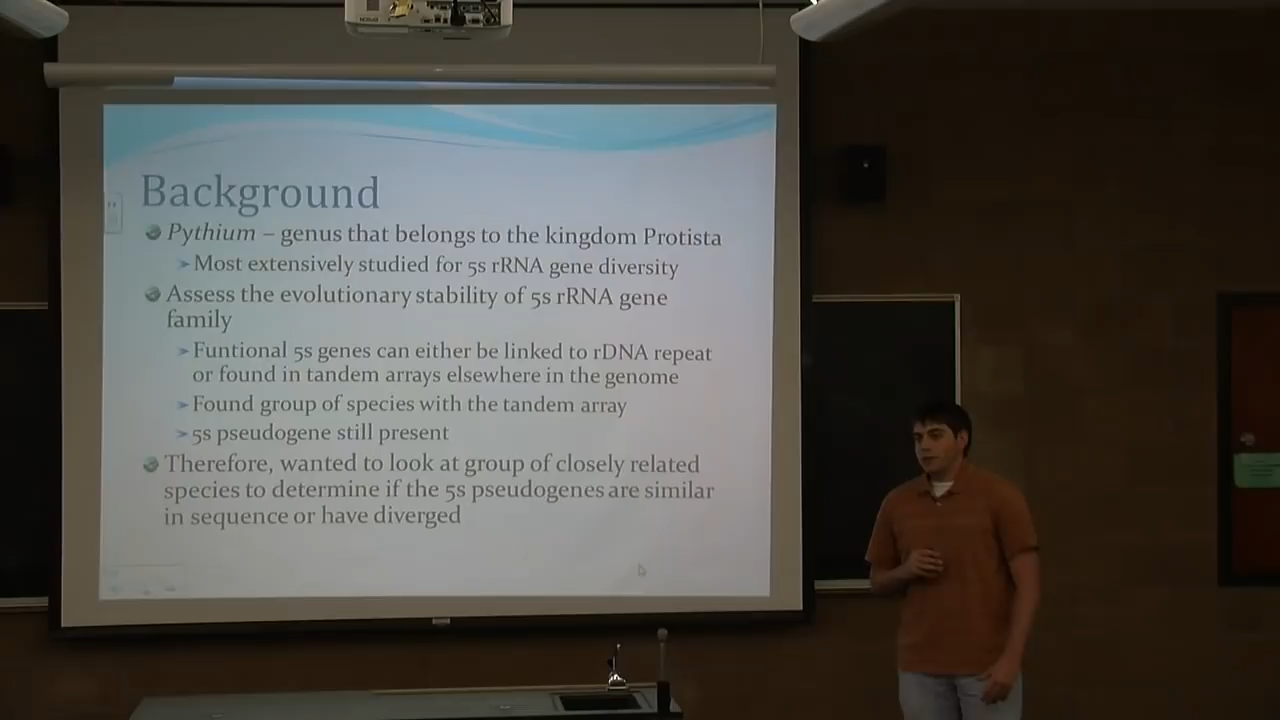 Background
Pythium – genus that belongs to the kingdom Protista
Most extensively studied for 5s rRNA gene diversity
Assess the evolutionary stability of 5s rRNA gene
family
Funtional 5s genes can either be linked to rDNA repeat
or found in tandem arrays elsewhere in the genome
Found group of species with the tandem array
5s pseudogene still present
Therefore, wanted to look at group of closely related
species to determine if the 5s pseudogenes are similar
in sequence or have diverged